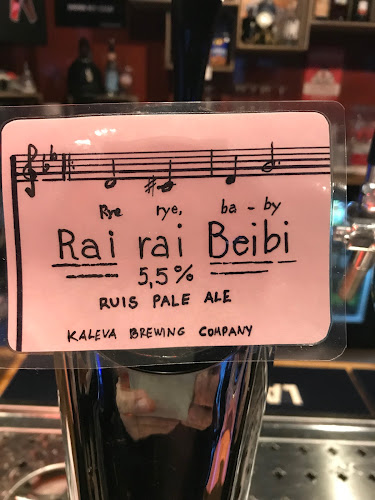 Rye rye, ba - by
Rai rai Beibi
5,5%
RUIS PALE ALE
KALEVA BREWING COMPANY